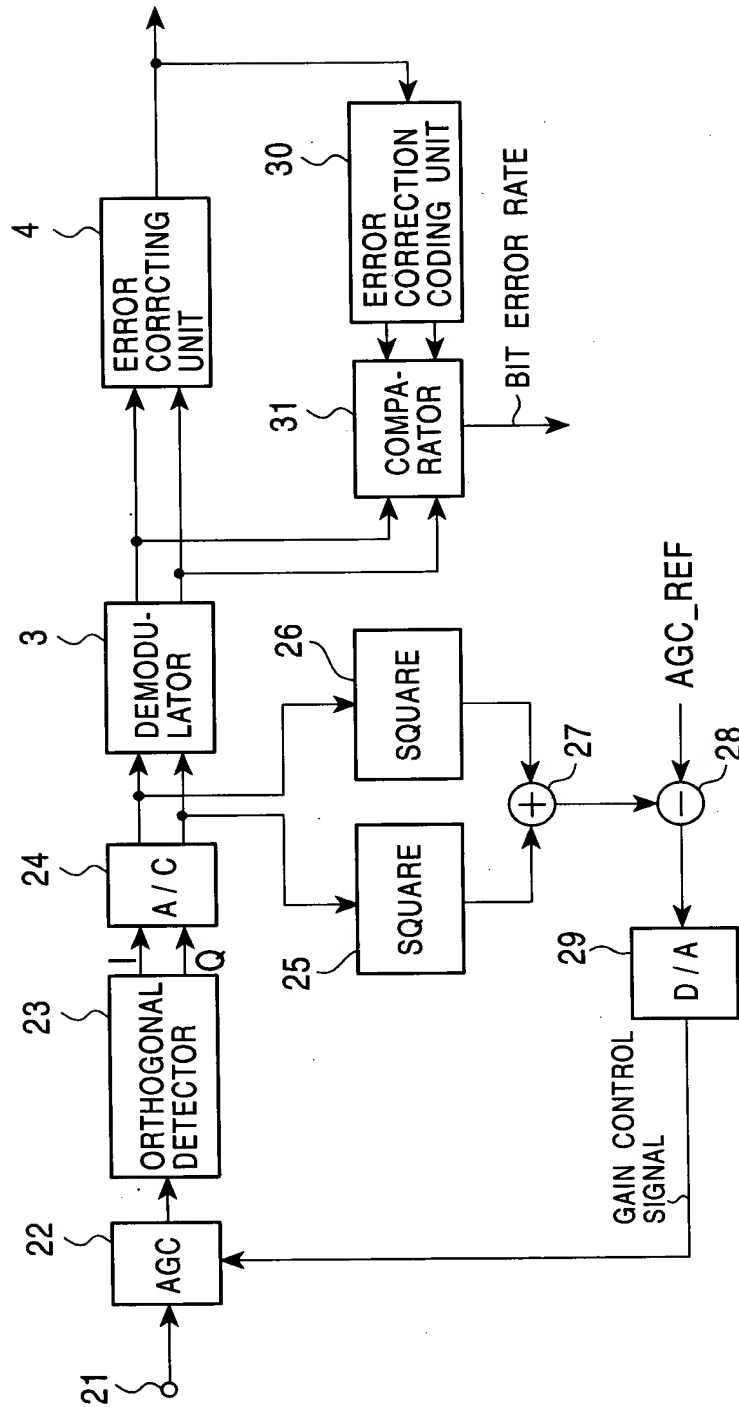 21
22
AGC
23
ORTHOGONAL
DETECTOR
I
Q
24
A/C
3
DEMODU-
LATOR
4
ERROR
CORRCTING
UNIT
25
SQUARE
26
SQUARE
31
COMPA-
RATOR
30
ERROR
CORRECTION
CODING UNIT
BIT ERROR RATE
+
27
AGC_REF
−
28
29
D/A
GAIN CONTROL
SIGNAL